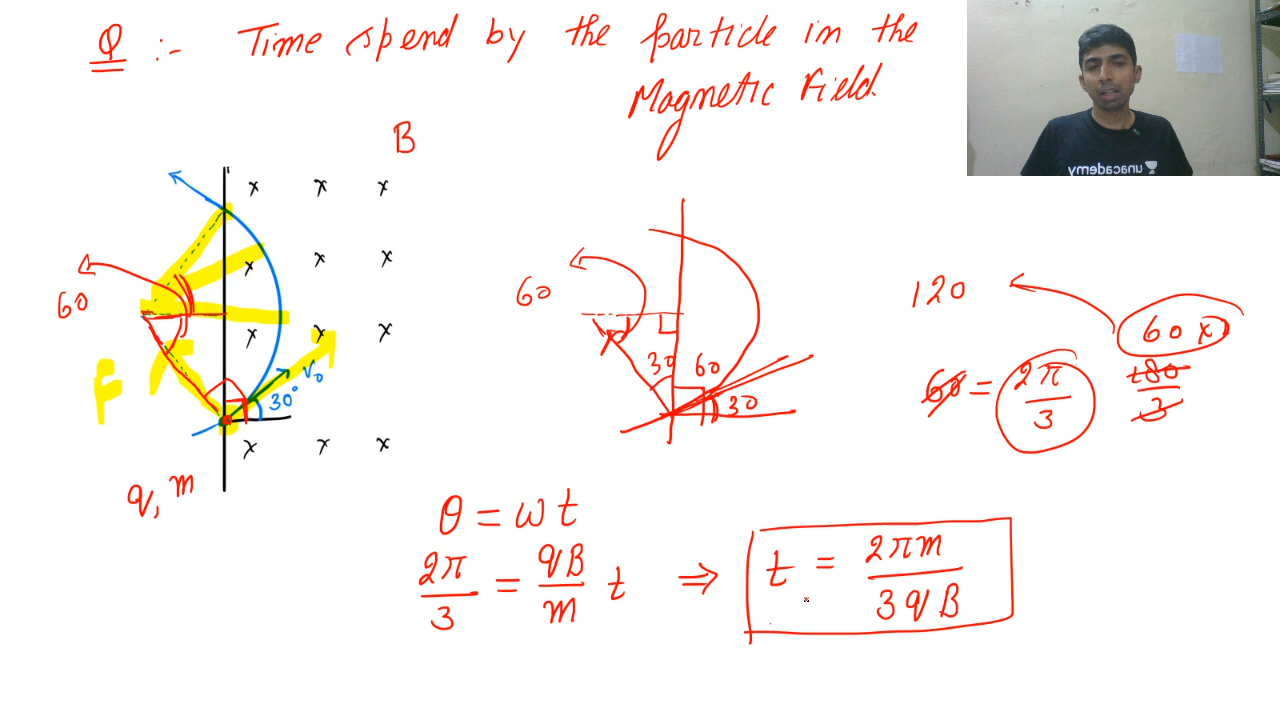 Q :- Time spend by the particle in the
Magnetic Field.
unacademy
B
x x x
x x x
60
60
120
60 x 2
x x x
F
v₀
30°
30 60
30
60 = 2π/3
180/3
x x x
q, m
θ = ωt
2π/3 = qB/m t ⇒ t = 2πm/3qB